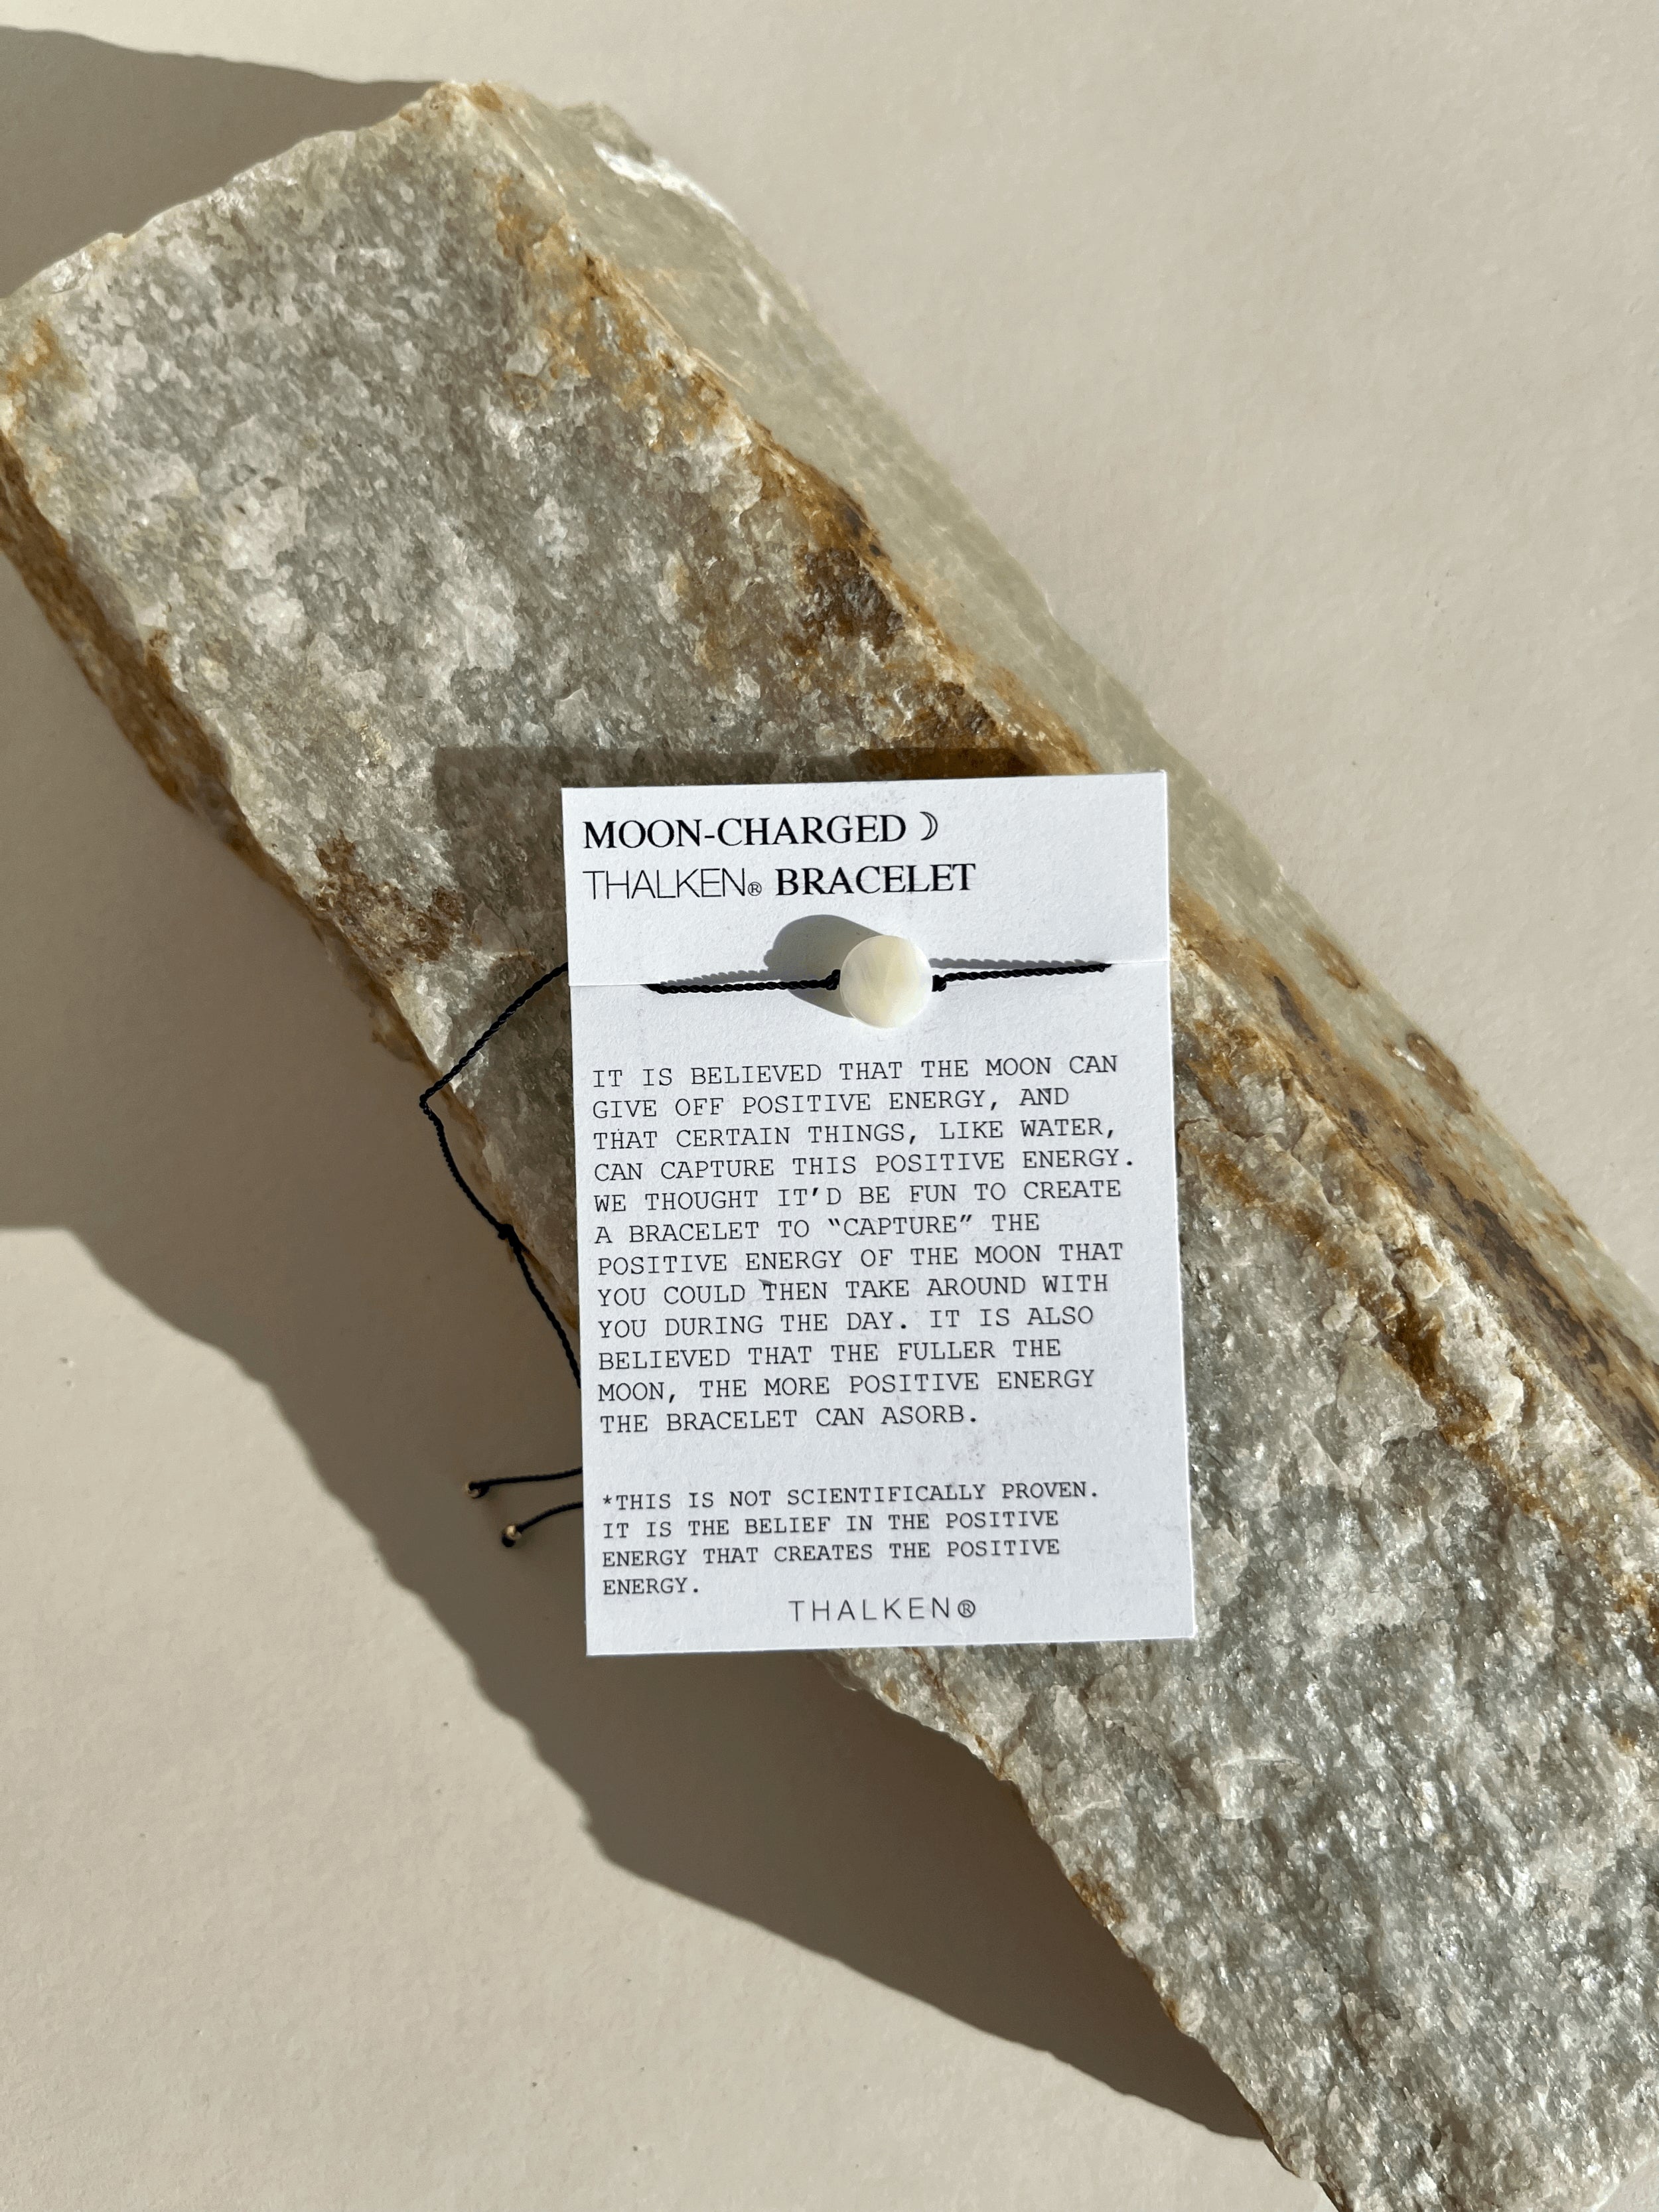 MOON-CHARGED ☽
THALKEN® BRACELET
IT IS BELIEVED THAT THE MOON CAN
GIVE OFF POSITIVE ENERGY, AND
THAT CERTAIN THINGS, LIKE WATER,
CAN CAPTURE THIS POSITIVE ENERGY.
WE THOUGHT IT'D BE FUN TO CREATE
A BRACELET TO “CAPTURE” THE
POSITIVE ENERGY OF THE MOON THAT
YOU COULD THEN TAKE AROUND WITH
YOU DURING THE DAY. IT IS ALSO
BELIEVED THAT THE FULLER THE
MOON, THE MORE POSITIVE ENERGY
THE BRACELET CAN ASORB.
*THIS IS NOT SCIENTIFICALLY PROVEN.
IT IS THE BELIEF IN THE POSITIVE
ENERGY THAT CREATES THE POSITIVE
ENERGY.
THALKEN®